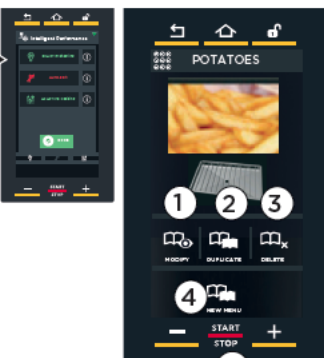 Intelligent Performance
START
STOP
POTATOES
1
2
3
MODIFY
DUPLICATE
DELETE
4
NEW MENU
START
STOP